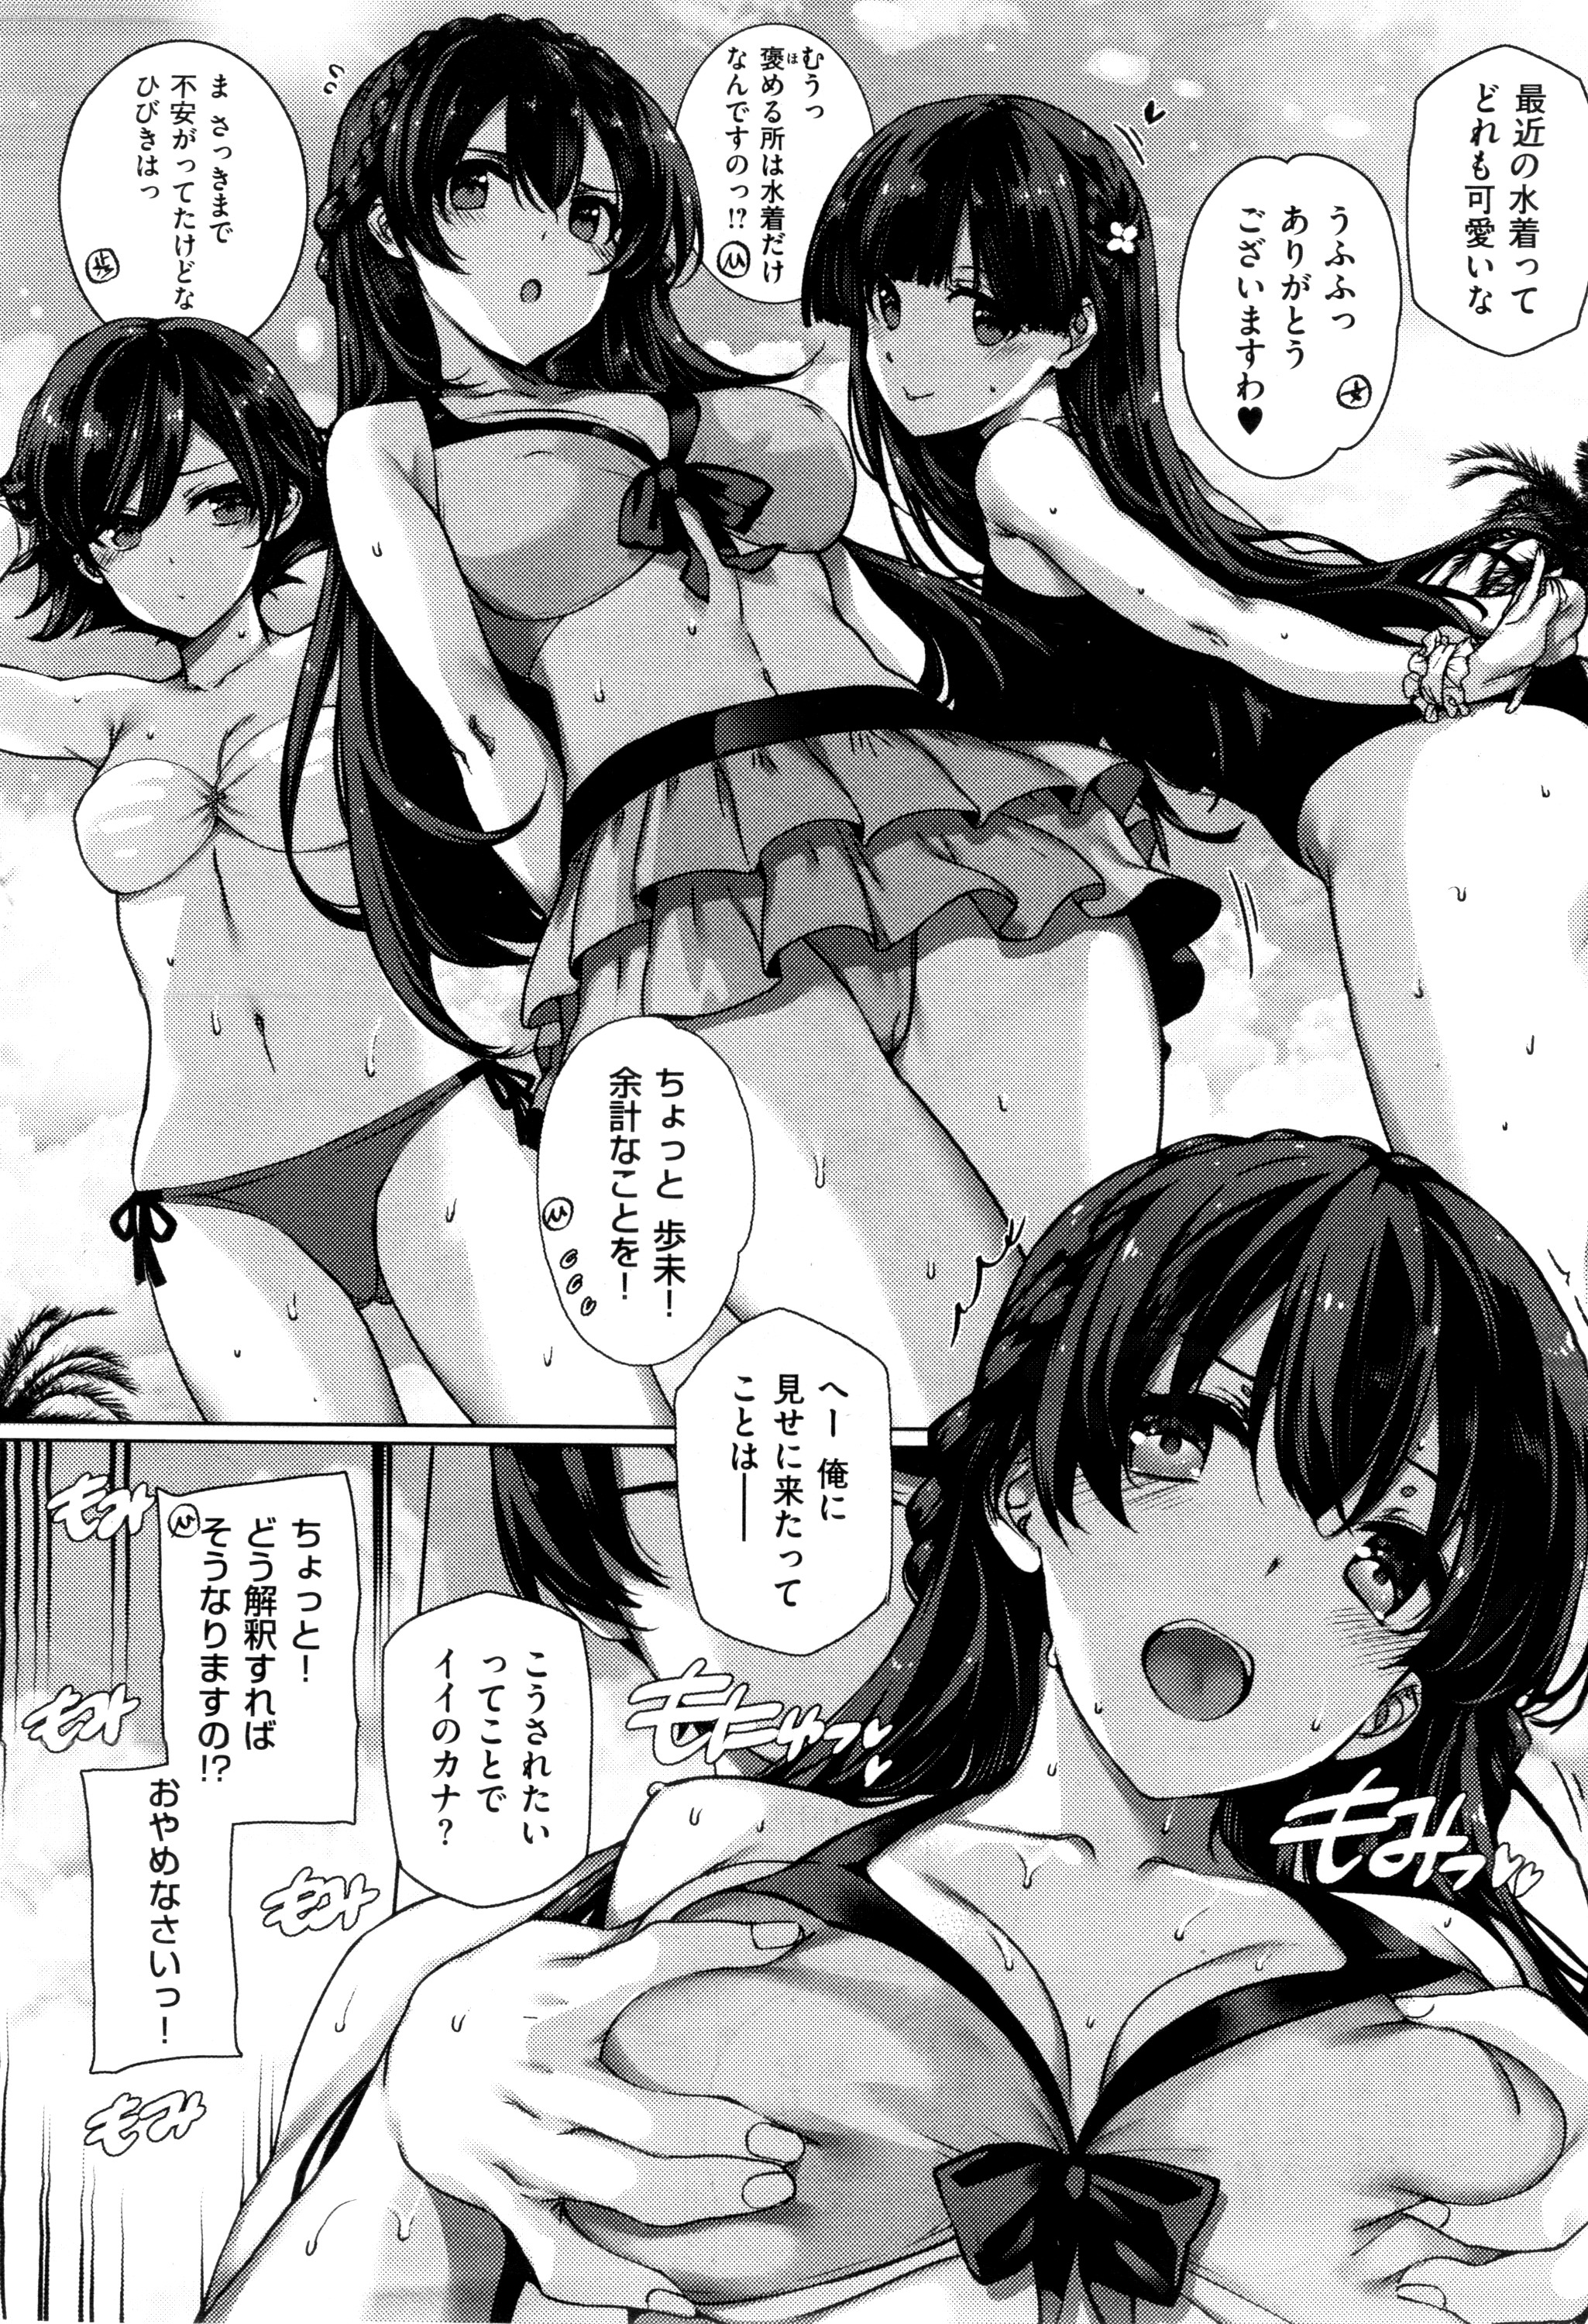 最近の水着って
どれも可愛いな
うふふっ
ありがとう
ございますわ♥
むうっ
褒める所は水着だけ
ほ
なんですのっ!?
ひ
ま さっきまで
不安がってたけどな
ひびきはっ
歩
ちょっと 歩未!
余計なことを!
ひ
へー 俺に
見せに来たって
ことは――
こうされたい
ってことで
イイのカナ?
もにゅっ♥
もみっ♥
ちょっと!
どう解釈すれば
そうなりますの!?
ひ
おやめなさいっ!
もみ
もみ
もみ
もみ